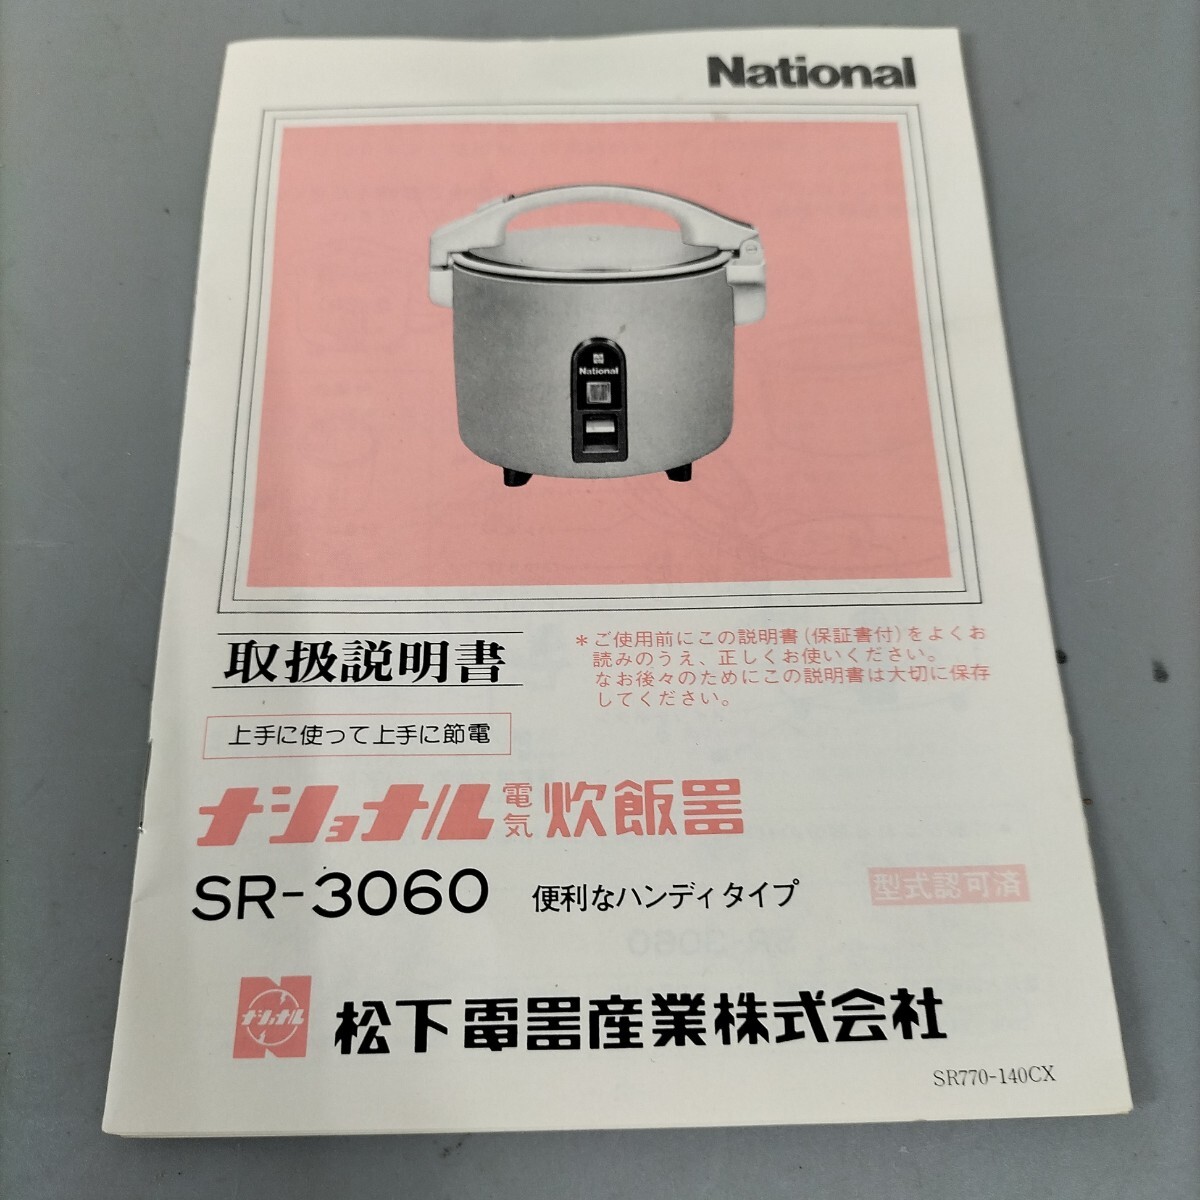 National
National
取扱説明書
*ご使用前にこの説明書(保証書付)をよくお
読みのうえ、正しくお使いください。
なお後々のためにこの説明書は大切に保存
してください。
上手に使って上手に節電
ナショナル電気炊飯器
SR-3060 便利なハンディタイプ
型式認可済
ナショナル
松下電器産業株式会社
SR770-140CX